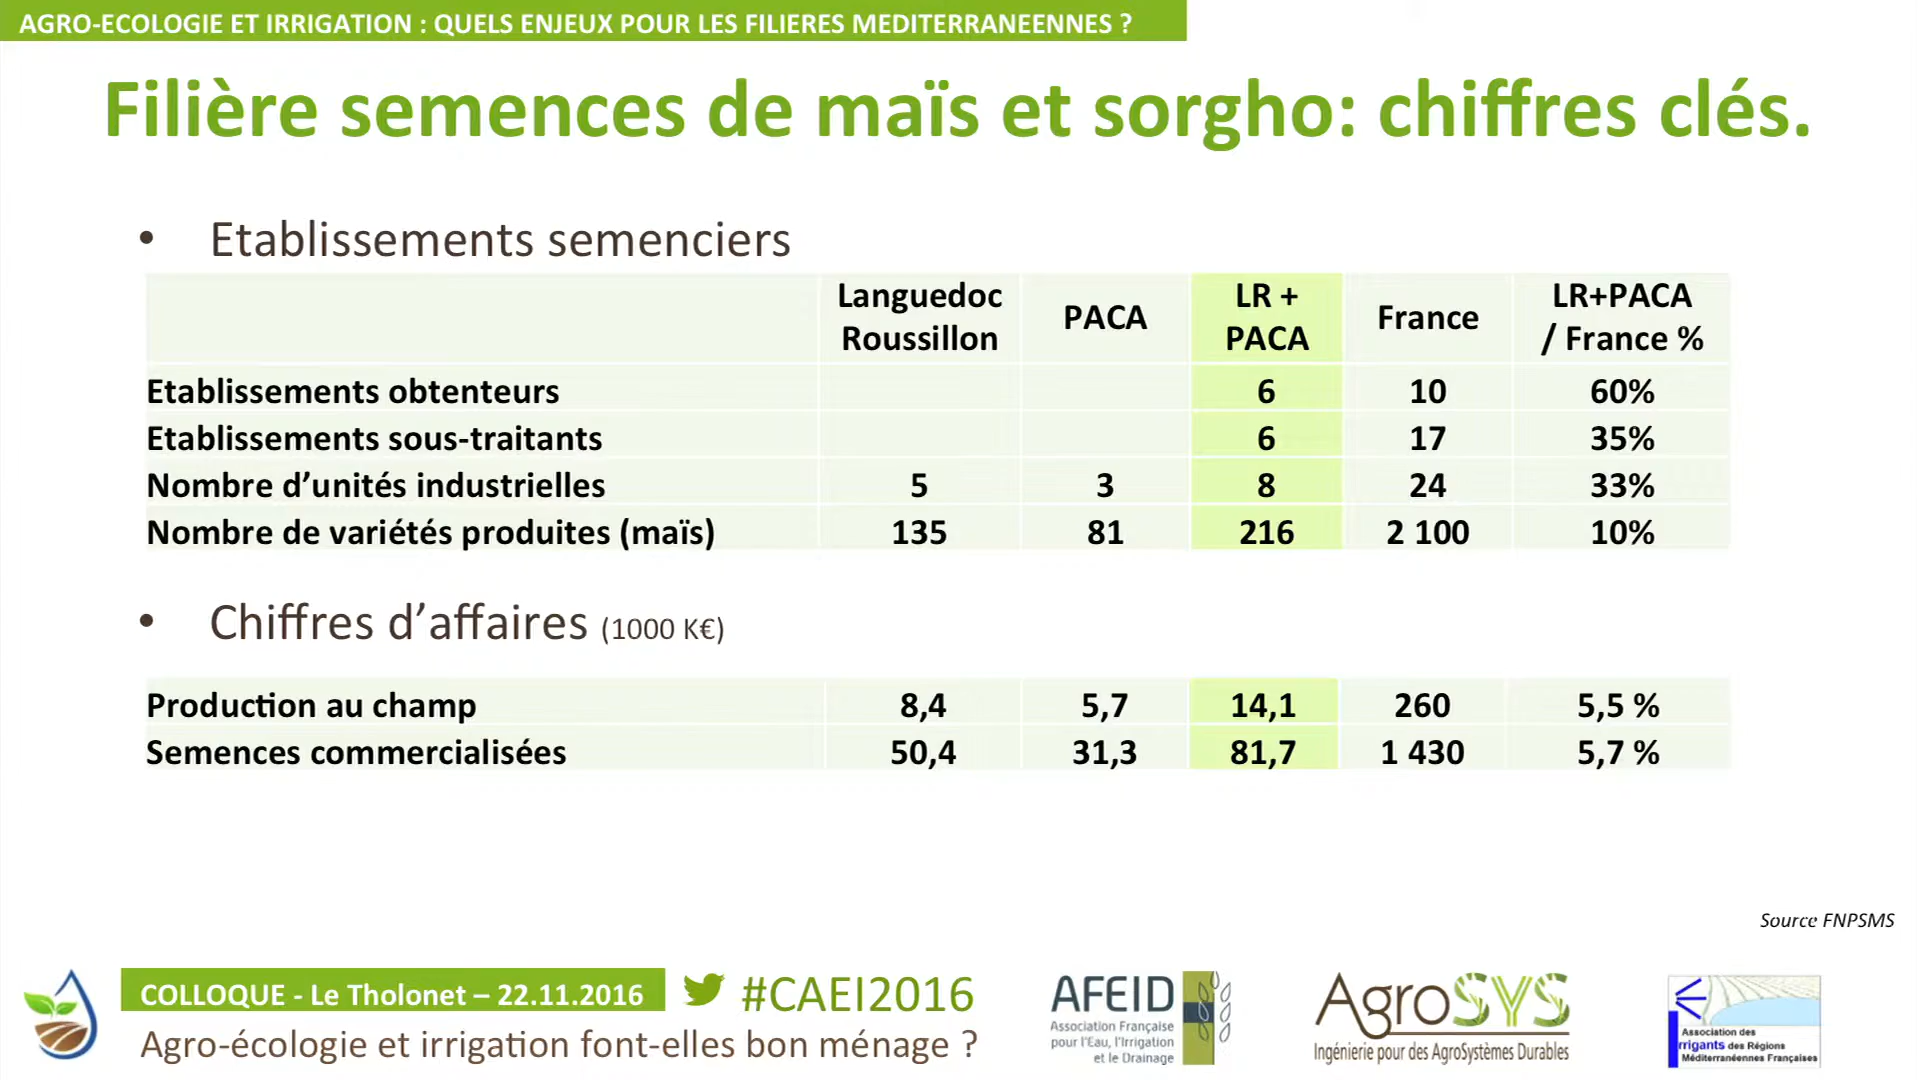 AGRO-ECOLOGIE ET IRRIGATION : QUELS ENJEUX POUR LES FILIERES MEDITERRANEENNES ?
Filière semences de maïs et sorgho: chiffres clés.
• Etablissements semenciers
Languedoc Roussillon PACA LR + PACA France LR+PACA / France %
Etablissements obtenteurs 6 10 60%
Etablissements sous-traitants 6 17 35%
Nombre d’unités industrielles 5 3 8 24 33%
Nombre de variétés produites (maïs) 135 81 216 2 100 10%
• Chiffres d’affaires (1000 K€)
Production au champ 8,4 5,7 14,1 260 5,5 %
Semences commercialisées 50,4 31,3 81,7 1 430 5,7 %
Source FNPSMS
COLLOQUE - Le Tholonet – 22.11.2016
#CAEI2016
Agro-écologie et irrigation font-elles bon ménage ?
AFEID
Association Française
pour l'Eau, l'Irrigation
et le Drainage
AgroSYS
Ingénierie pour des AgroSystèmes Durables
Association des
Irrigants des Régions
Méditerranéennes Françaises